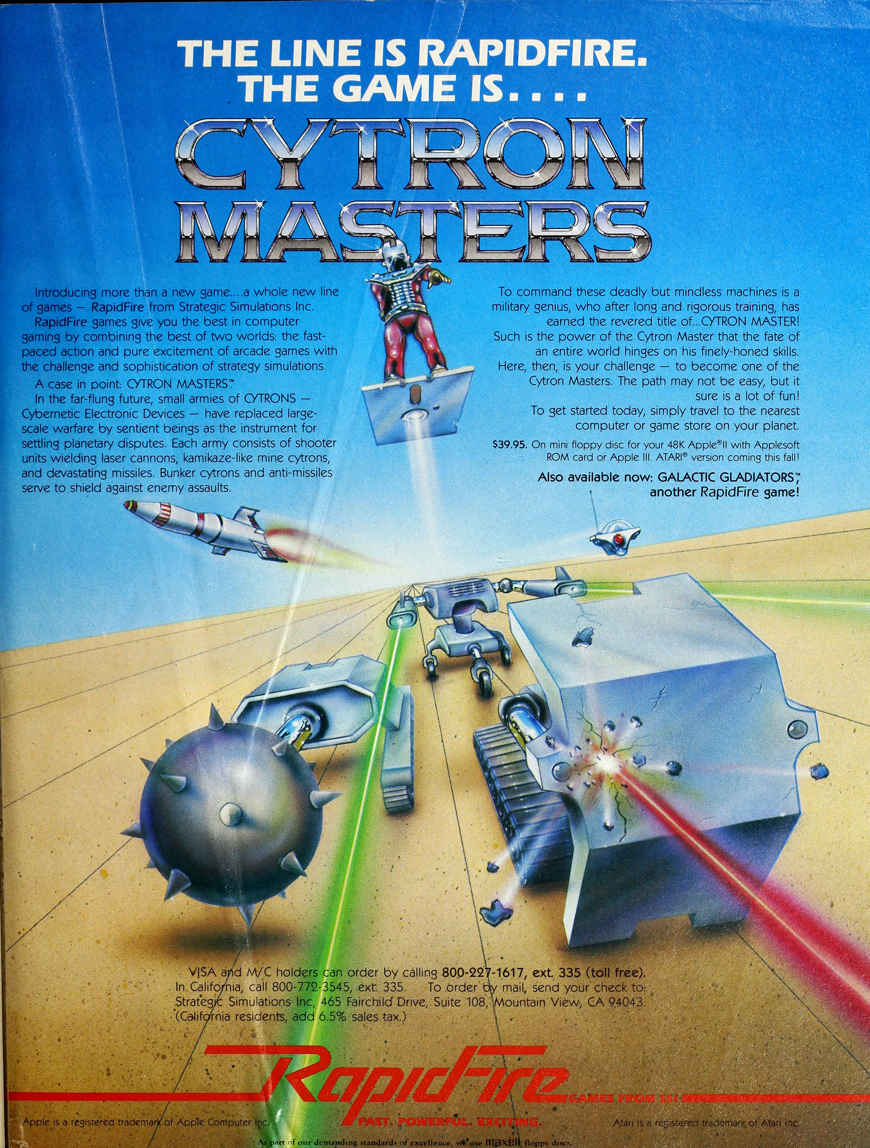 THE LINE IS RAPIDFIRE.
THE GAME IS....
CYTRON
MASTERS
Introducing more than a new game....a whole new line
of games — RapidFire from Strategic Simulations Inc.
RapidFire games give you the best in computer
gaming by combining the best of two worlds: the fast-
paced action and pure excitement of arcade games with
the challenge and sophistication of strategy simulations.
A case in point: CYTRON MASTERS™
In the far-flung future, small armies of CYTRONS —
Cybernetic Electronic Devices — have replaced large-
scale warfare by sentient beings as the instrument for
settling planetary disputes. Each army consists of shooter
units wielding laser cannons, kamikaze-like mine cytrons,
and devastating missiles. Bunker cytrons and anti-missiles
serve to shield against enemy assaults.
To command these deadly but mindless machines is a
military genius, who after long and rigorous training, has
earned the revered title of...CYTRON MASTER!
Such is the power of the Cytron Master that the fate of
an entire world hinges on his finely-honed skills.
Here, then, is your challenge — to become one of the
Cytron Masters. The path may not be easy, but it
sure is a lot of fun!
To get started today, simply travel to the nearest
computer or game store on your planet.
$39.95. On mini floppy disc for your 48K Apple® II with Applesoft
ROM card or Apple III. ATARI® version coming this fall!
Also available now: GALACTIC GLADIATORS,™
another RapidFire game!
VISA and M/C holders can order by calling 800-227-1617, ext. 335 (toll free).
In California, call 800-772-3545, ext. 335. To order by mail, send your check to:
Strategic Simulations Inc, 465 Fairchild Drive, Suite 108, Mountain View, CA 94043.
(California residents, add 6.5% sales tax.)
RapidFire
GAMES FROM SSI
FAST. POWERFUL. EXCITING.
Apple is a registered trademark of Apple Computer Inc.
Atari is a registered trademark of Atari Inc.
As part of our demanding standards of excellence, we use maxell floppy discs.